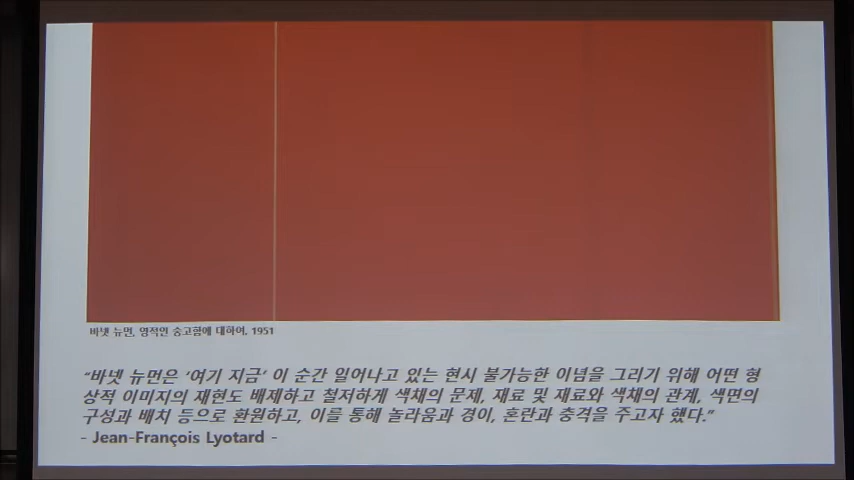 바넷 뉴먼, 영적인 숭고함에 대하여, 1951
“바넷 뉴먼은 ‘여기 지금’ 이 순간 일어나고 있는 현시 불가능한 이념을 그리기 위해 어떤 형
상적 이미지의 재현도 배제하고 철저하게 색채의 문제, 재료 및 재료와 색채의 관계, 색면의
구성과 배치 등으로 환원하고, 이를 통해 놀라움과 경이, 혼란과 충격을 주고자 했다.”
- Jean-François Lyotard -